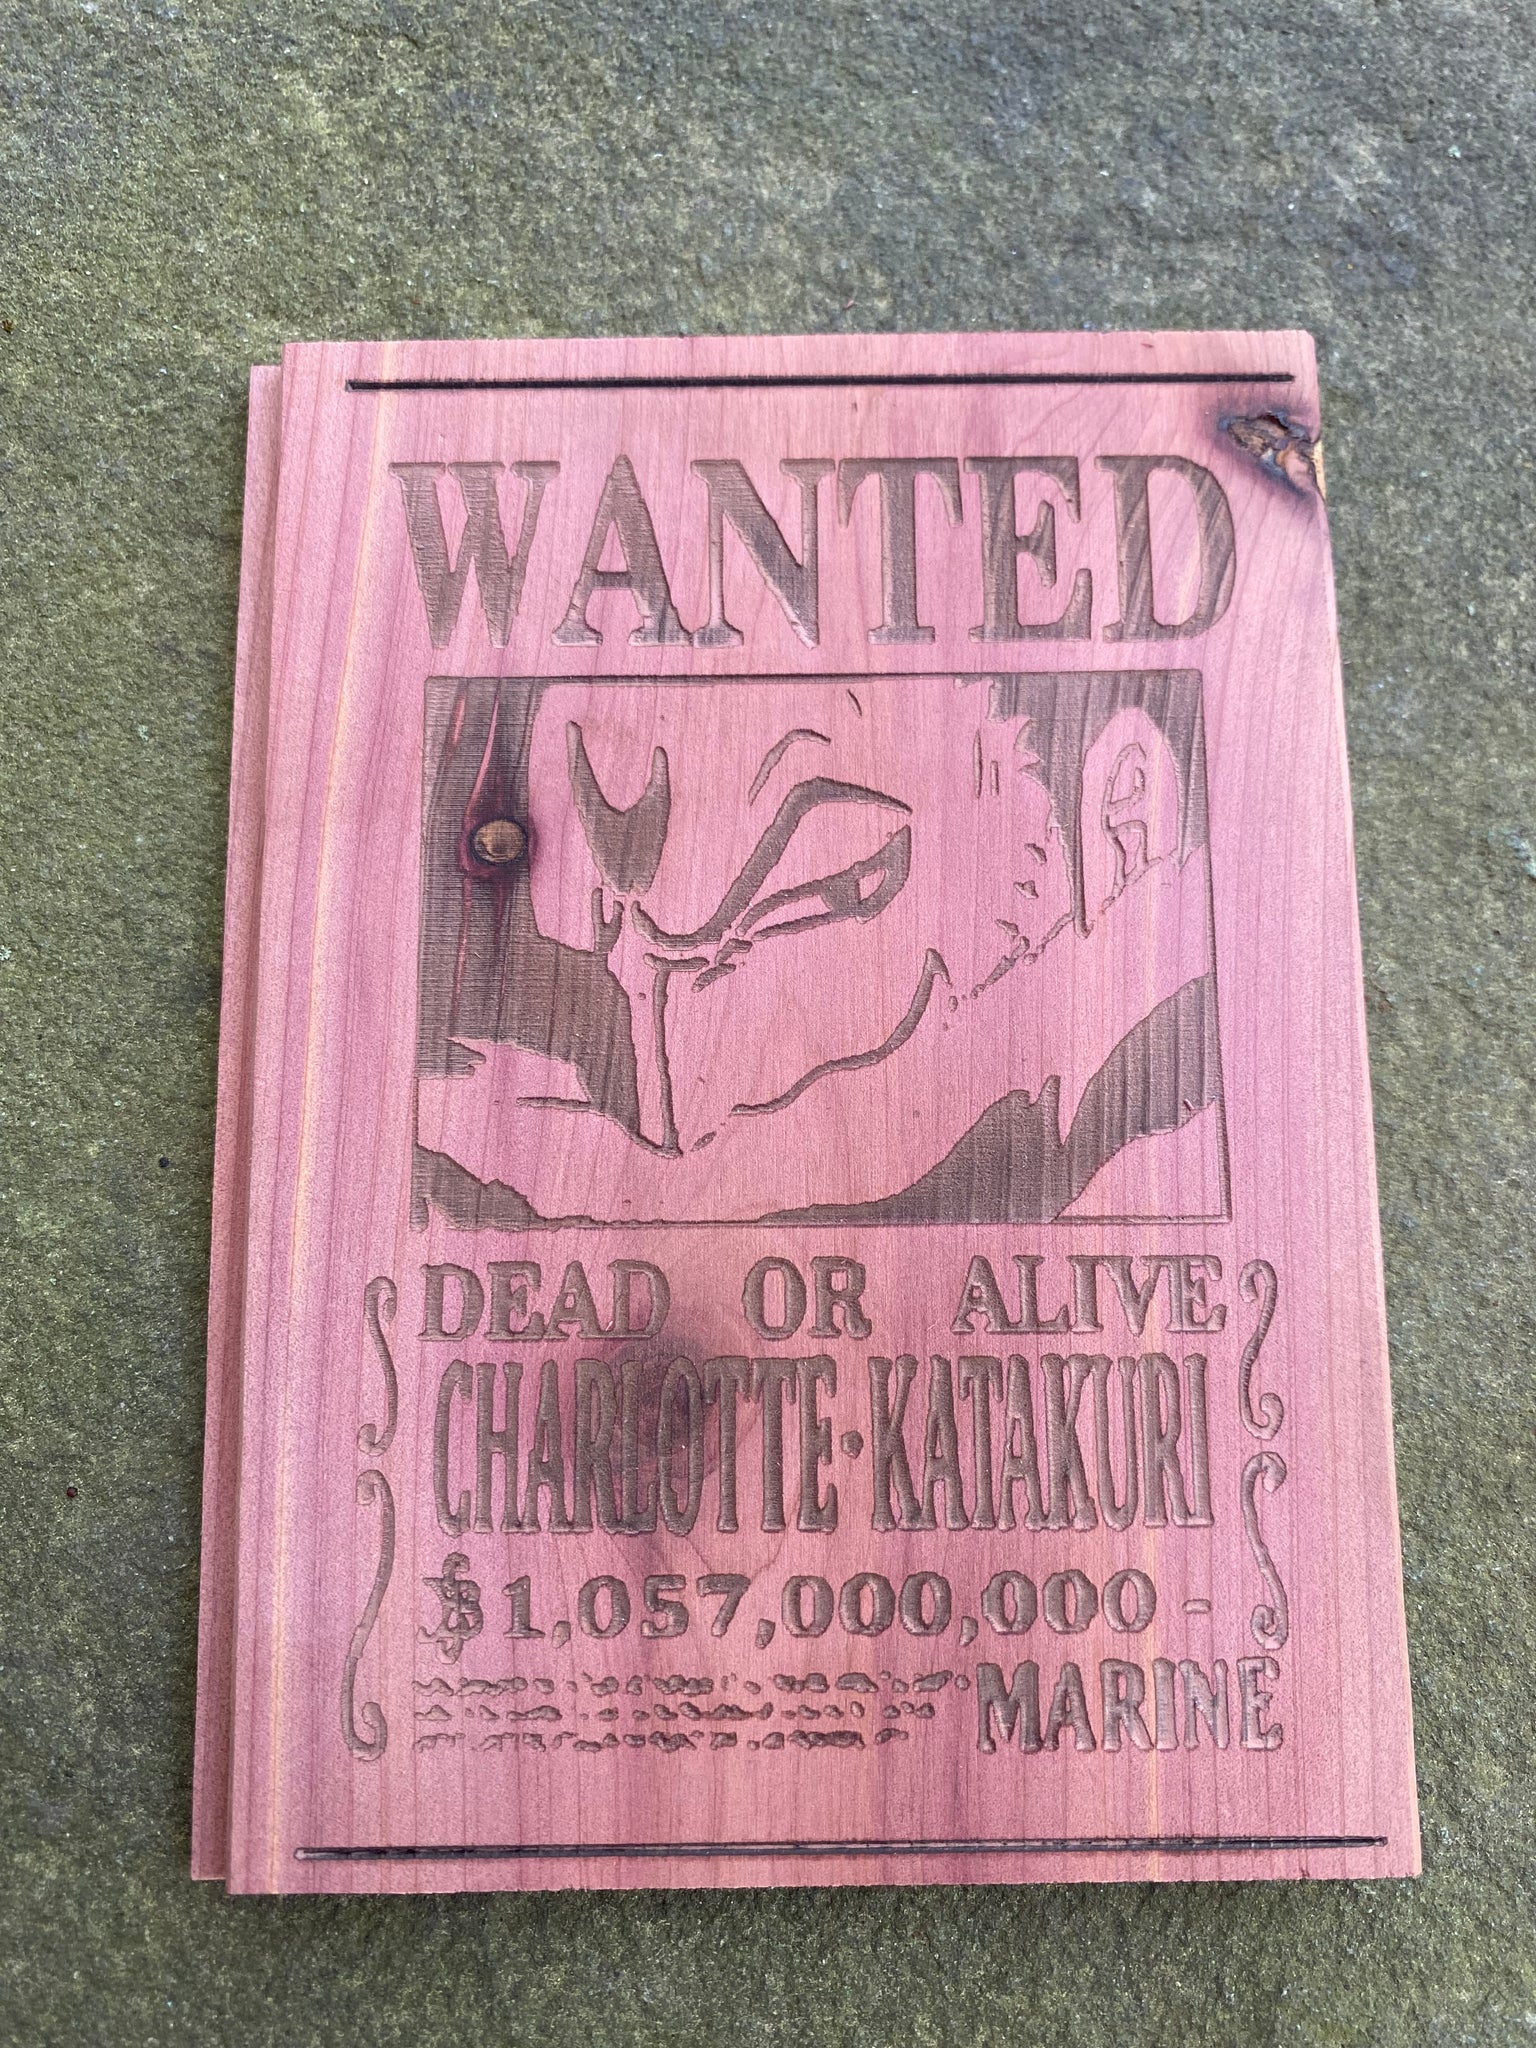 WANTED
DEAD OR ALIVE
CHARLOTTE·KATAKURI
฿1,057,000,000-
MARINE